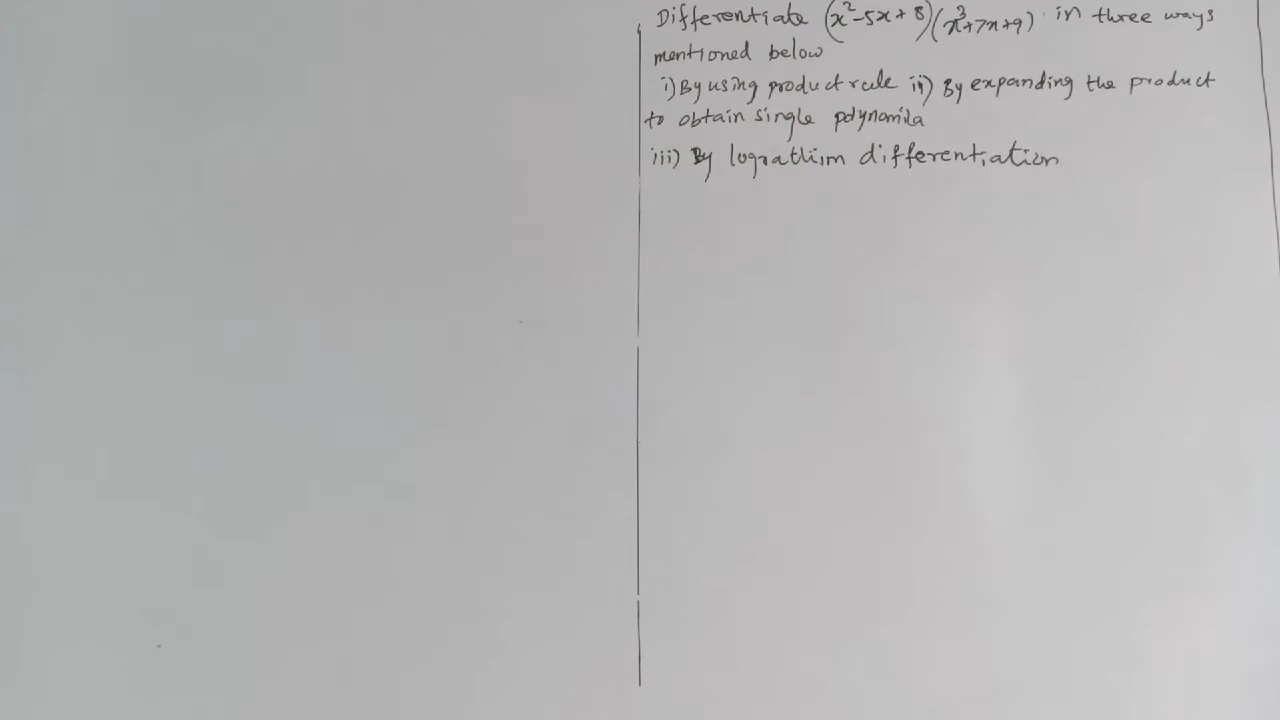 Differentiate (x²-5x+8)(x³+7x+9) in three ways
mentioned below
i) By using product rule ii) By expanding the product
to obtain single polynomila
iii) By lograthism differentiation